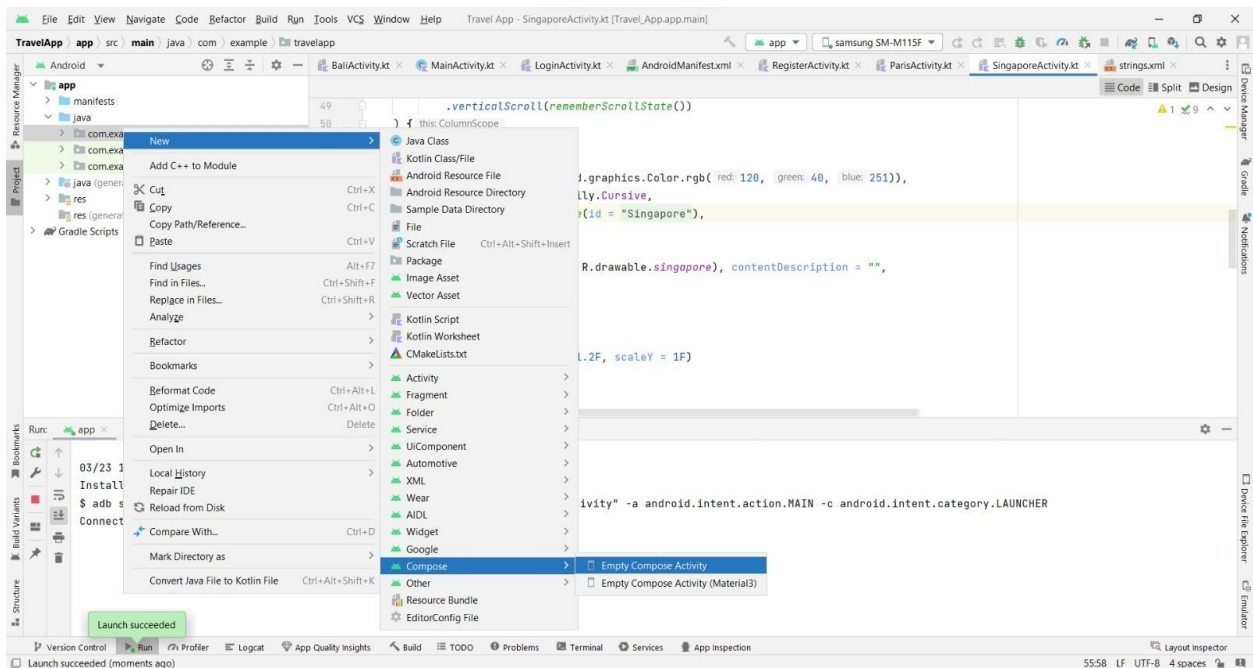 File Edit View Navigate Code Refactor Build Run Tools VCS Window Help Travel App - SingaporeActivity.kt [Travel_App.app.main]
TravelApp app src main java com example travelapp app samsung SM-M115F
Android BaliActivity.kt MainActivity.kt LoginActivity.kt AndroidManifest.xml RegisterActivity.kt ParisActivity.kt SingaporeActivity.kt strings.xml
Code Split Design
app
manifests
java
com.exa
com.exa
com.exa
java (gener
res
res (genera
Gradle Scripts
49 .verticalScroll(rememberScrollState())
50 ) { this: ColumnScope
d.graphics.Color.rgb( red: 120, green: 40, blue: 251)),
ily.Cursive,
(id = "Singapore"),
R.drawable.singapore), contentDescription = "",
1.2F, scaleY = 1F)
1 9
New
Add C++ to Module
Cut Ctrl+X
Copy Ctrl+C
Copy Path/Reference...
Paste Ctrl+V
Find Usages Alt+F7
Find in Files... Ctrl+Shift+F
Replace in Files... Ctrl+Shift+R
Analyze
Refactor
Bookmarks
Reformat Code Ctrl+Alt+L
Optimize Imports Ctrl+Alt+O
Delete... Delete
Open In
Local History
Repair IDE
Reload from Disk
Compare With... Ctrl+D
Mark Directory as
Convert Java File to Kotlin File Ctrl+Alt+Shift+K
Java Class
Kotlin Class/File
Android Resource File
Android Resource Directory
Sample Data Directory
File
Scratch File Ctrl+Alt+Shift+Insert
Package
Image Asset
Vector Asset
Kotlin Script
Kotlin Worksheet
CMakeLists.txt
Activity
Fragment
Folder
Service
UiComponent
Automotive
XML
Wear
AIDL
Widget
Google
Compose
Other
Resource Bundle
EditorConfig File
Empty Compose Activity
Empty Compose Activity (Material3)
Run: app
03/23 1
Install
$ adb s ivity" -a android.intent.action.MAIN -c android.intent.category.LAUNCHER
Connect
Launch succeeded
Resource Manager
Project
Bookmarks
Build Variants
Structure
Device Manager
Gradle
Notifications
Device File Explorer
Emulator
Version Control Run Profiler Logcat App Quality Insights Build TODO Problems Terminal Services App Inspection Layout Inspector
Launch succeeded (moments ago) 55:58 LF UTF-8 4 spaces